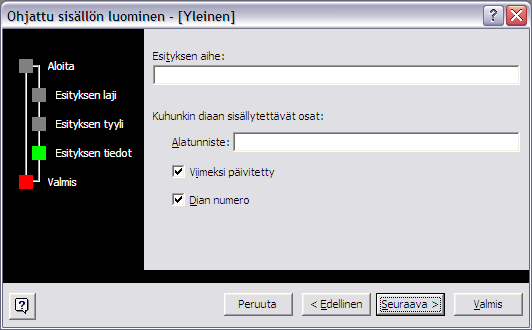 Ohjattu sisällön luominen - [Yleinen]
Aloita
Esityksen laji
Esityksen tyyli
Esityksen tiedot
Valmis
Esityksen aihe:
Kuhunkin diaan sisällytettävät osat:
Alatunniste:
Viimeksi päivitetty
Dian numero
Peruuta
< Edellinen
Seuraava >
Valmis